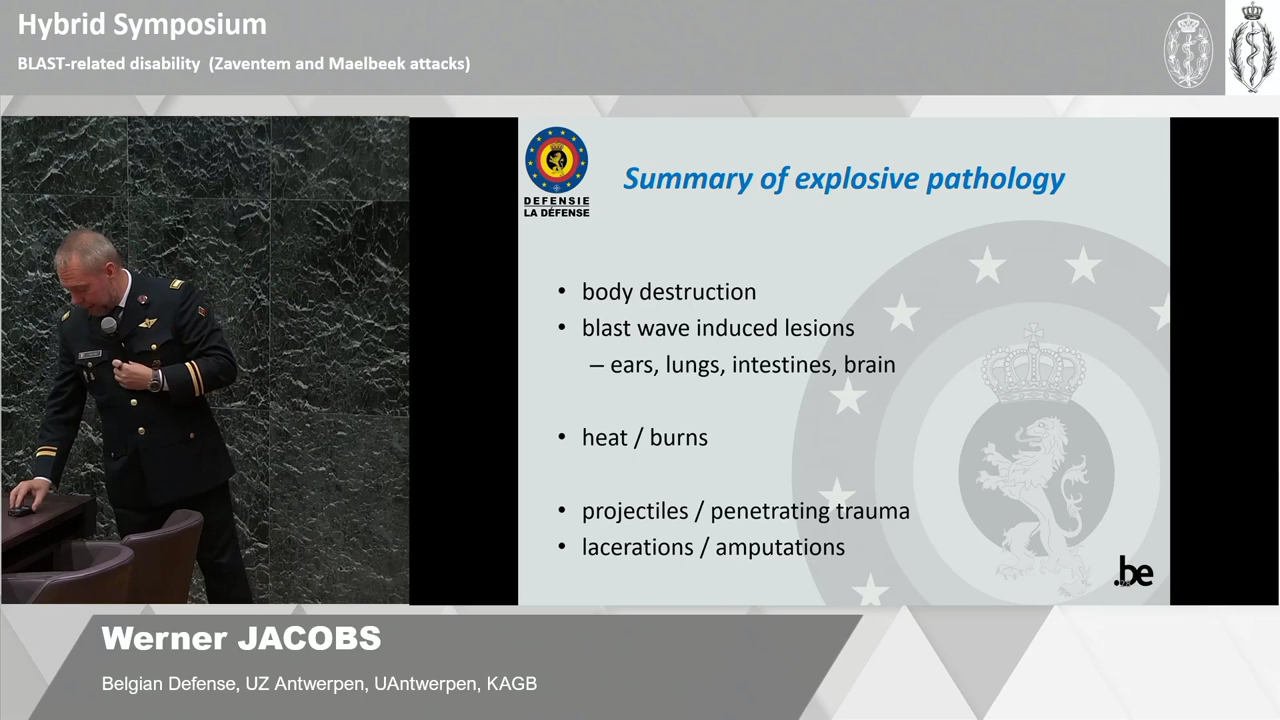 Hybrid Symposium
BLAST-related disability (Zaventem and Maelbeek attacks)
DEFENSIE
LA DÉFENSE
Summary of explosive pathology
• body destruction
• blast wave induced lesions
– ears, lungs, intestines, brain
• heat / burns
• projectiles / penetrating trauma
• lacerations / amputations
.be
Werner JACOBS
Belgian Defense, UZ Antwerpen, UAntwerpen, KAGB